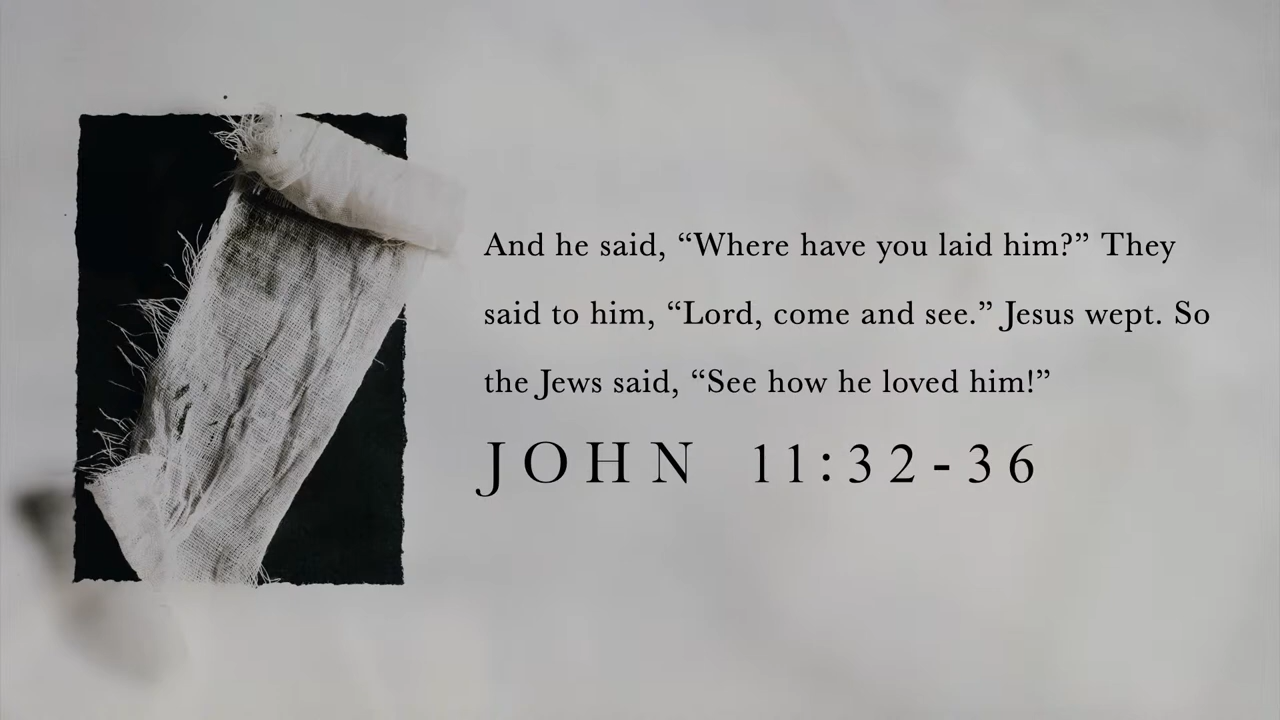 And he said, “Where have you laid him?” They
said to him, “Lord, come and see.” Jesus wept. So
the Jews said, “See how he loved him!”
JOHN 11:32-36